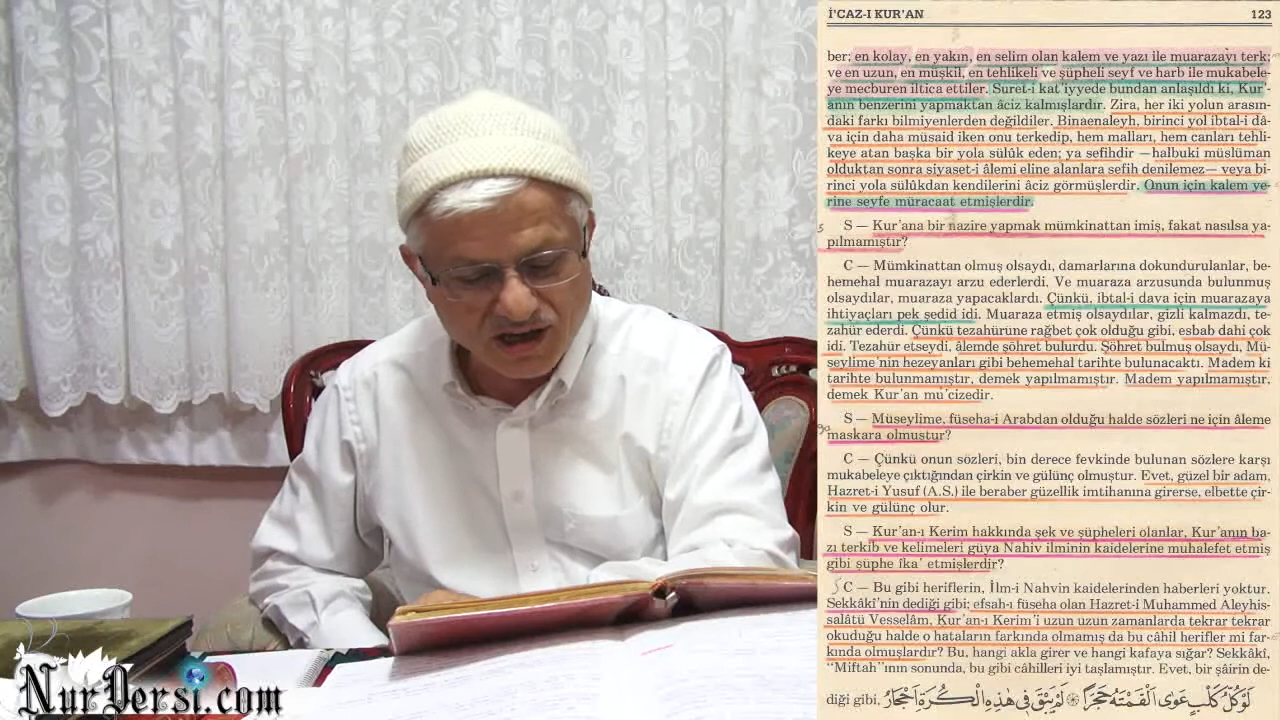 İ'CAZ-I KUR'AN 123
ber; en kolay, en yakın, en selim olan kalem ve yazı ile muarazayı terk;
ve en uzun, en müşkil, en tehlikeli ve şüpheli seyf ve harb ile mukabele-
ye mecburen iltica ettiler. Suret-i kat'iyyede bundan anlaşıldı ki, Kur'-
anın benzerini yapmaktan âciz kalmışlardır. Zira, her iki yolun arasın-
daki farkı bilmiyenlerden değildiler. Binaenaleyh, birinci yol ibtal-i dâ-
va için daha müsaid iken onu terkedip, hem malları, hem canları tehli-
keye atan başka bir yola sülûk eden; ya sefihdir —halbuki müslüman
olduktan sonra siyaset-i âlemi eline alanlara sefih denilemez— veya bi-
rinci yola sülûkdan kendilerini âciz görmüşlerdir. Onun için kalem ye-
rine seyfe müracaat etmişlerdir.
S — Kur'ana bir nazire yapmak mümkinattan imiş, fakat nasılsa ya-
pılmamıştır?
C — Mümkinattan olmuş olsaydı, damarlarına dokundurulanlar, be-
hemehal muarazayı arzu ederlerdi. Ve muaraza arzusunda bulunmuş
olsaydılar, muaraza yapacaklardı. Çünkü, ibtal-i dava için muarazaya
ihtiyaçları pek şedid idi. Muaraza etmiş olsaydılar, gizli kalmazdı, te-
zahür ederdi. Çünkü tezahürüne rağbet çok olduğu gibi, esbab dahi çok
idi. Tezahür etseydi, âlemde şöhret bulurdu. Şöhret bulmuş olsaydı, Mü-
seylime'nin hezeyanları gibi behemehal tarihte bulunacaktı. Madem ki
tarihte bulunmamıştır, demek yapılmamıştır. Madem yapılmamıştır,
demek Kur'an mu'cizedir.
S — Müseylime, füseha-i Arabdan olduğu halde sözleri ne için âleme
maskara olmuştur?
C — Çünkü onun sözleri, bin derece fevkinde bulunan sözlere karşı
mukabeleye çıktığından çirkin ve gülünç olmuştur. Evet, güzel bir adam,
Hazret-i Yusuf (A.S.) ile beraber güzellik imtihanına girerse, elbette çir-
kin ve gülünç olur.
S — Kur'an-ı Kerim hakkında şek ve şüpheleri olanlar, Kur'anın ba-
zı terkib ve kelimeleri güya Nahiv ilminin kaidelerine muhalefet etmiş
gibi şüphe îka' etmişlerdir?
C — Bu gibi heriflerin, İlm-i Nahvin kaidelerinden haberleri yoktur.
Sekkâki'nin dediği gibi; efsah-ı füseha olan Hazret-i Muhammed Aleyhis-
salâtü Vesselâm, Kur'an-ı Kerim'i uzun uzun zamanlarda tekrar tekrar
okuduğu halde o hataların farkında olmamış da bu câhil herifler mi far-
kında olmuşlardır? Bu, hangi akla girer ve hangi kafaya sığar? Sekkâki,
"Miftah"ının sonunda, bu gibi câhilleri iyi taşlamıştır. Evet, bir şâirin de-
diği gibi, لَوْ كُلُّ كَلْبٍ عَوَى اَلْقَمْتَهُ حَجَرًا ۞ لَمْ يَبْقَ فِى هٰذِهِ الْكُرَةِ اَحْجَارٌ
NurDersi.com